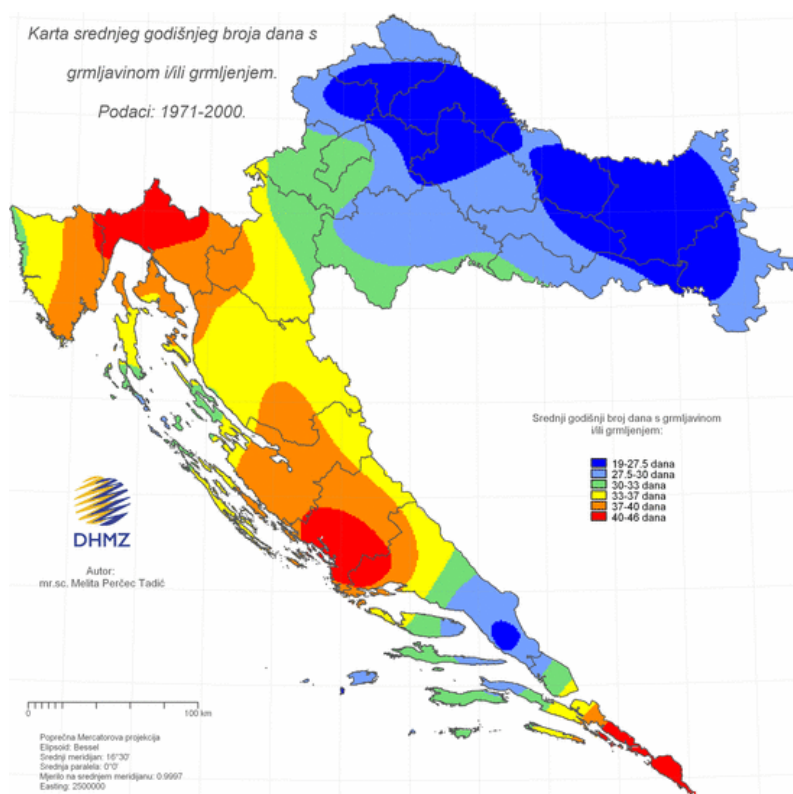 Karta srednjeg godišnjeg broja dana s
grmljavinom i/ili grmljenjem.
Podaci: 1971-2000.
Srednji godišnji broj dana s grmljavinom
i/ili grmljenjem:
19-27.5 dana
27.5-30 dana
30-33 dana
33-37 dana
37-40 dana
40-46 dana
DHMZ
Autor:
mr.sc. Melita Perčec Tadić
0 100 km
Poprečna Mercatorova projekcija
Elipsoid: Bessel
Srednji meridijan: 16°30'
Srednja paralela: 0°0'
Mjerilo na srednjem meridijanu: 0.9997
Easting: 2500000